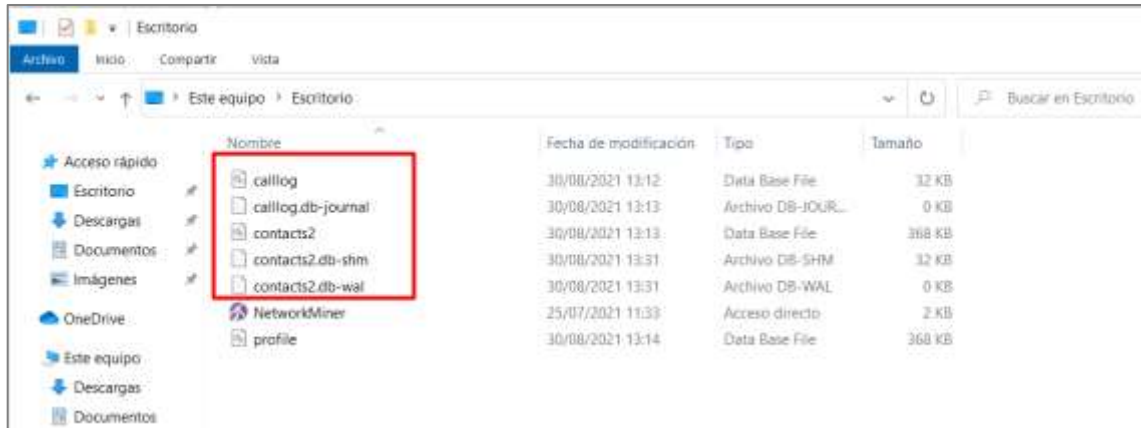 Escritorio
Archivo Inicio Compartir Vista
Este equipo Escritorio Buscar en Escritorio
Nombre Fecha de modificación Tipo Tamaño
Acceso rápido
Escritorio
Descargas
Documentos
Imágenes
OneDrive
Este equipo
Descargas
Documentos
calllog 30/08/2021 13:12 Data Base File 32 KB
calllog.db-journal 30/08/2021 13:13 Archivo DB-JOUR... 0 KB
contacts2 30/08/2021 13:13 Data Base File 368 KB
contacts2.db-shm 30/08/2021 13:31 Archivo DB-SHM 32 KB
contacts2.db-wal 30/08/2021 13:31 Archivo DB-WAL 0 KB
NetworkMiner 25/07/2021 11:33 Acceso directo 2 KB
profile 30/08/2021 13:14 Data Base File 368 KB